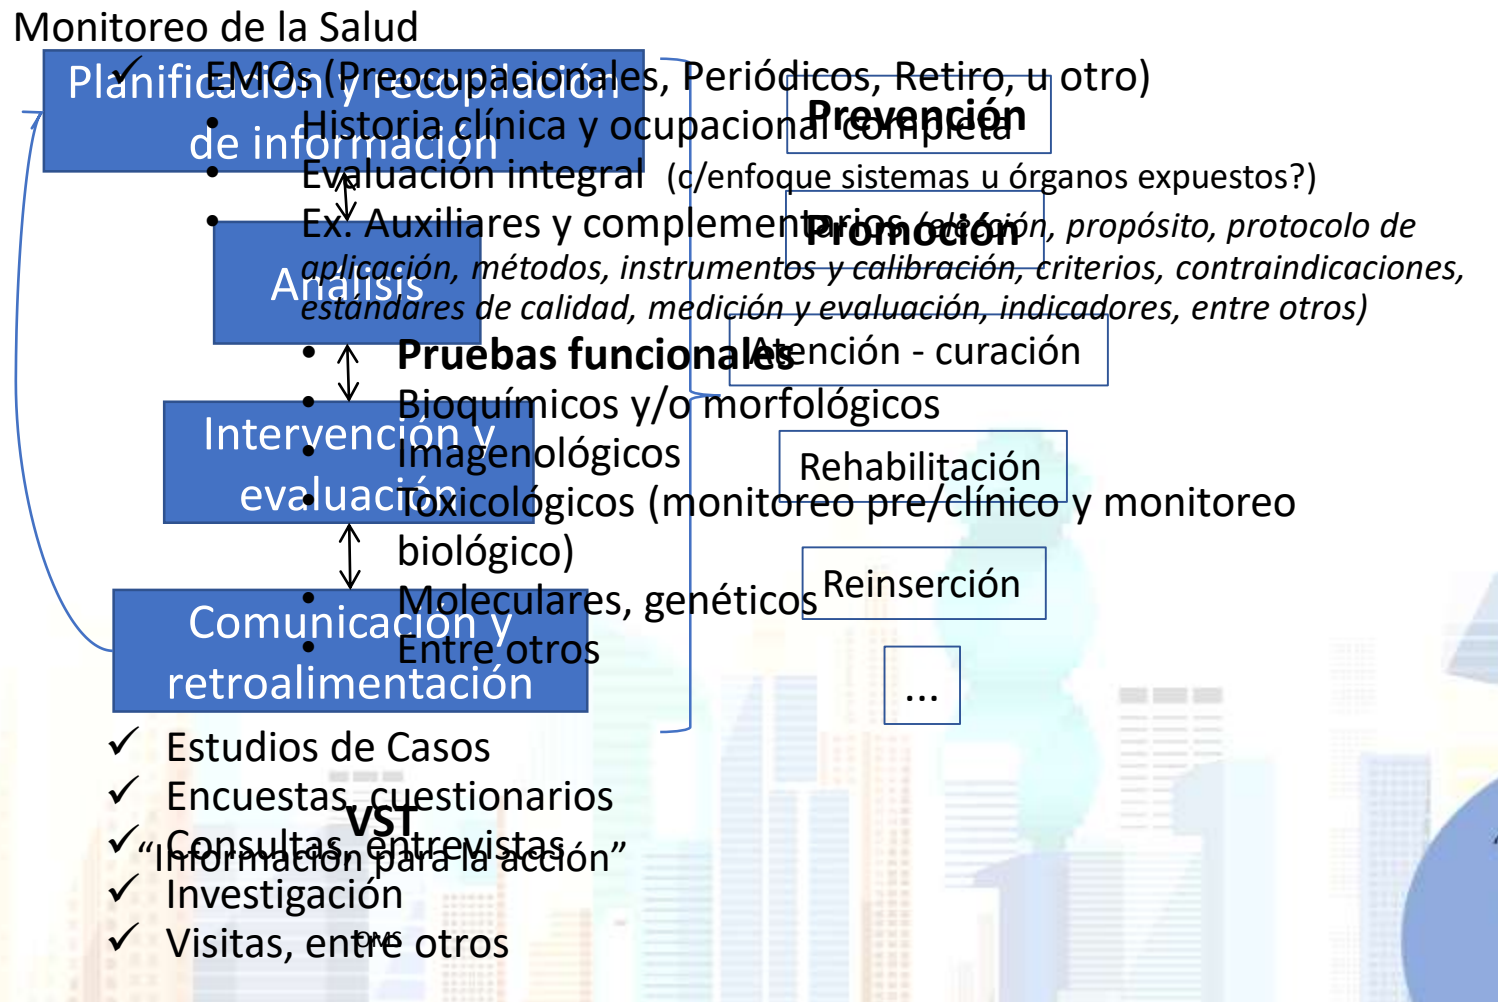 Monitoreo de la Salud
✓ EMOs (Preocupacionales, Periódicos, Retiro, u otro)
• Historia clínica y ocupacional completa
• Evaluación integral (c/enfoque sistemas u órganos expuestos?)
• Ex. Auxiliares y complementarios (elección, propósito, protocolo de
aplicación, métodos, instrumentos y calibración, criterios, contraindicaciones,
estándares de calidad, medición y evaluación, indicadores, entre otros)
• Pruebas funcionales
• Bioquímicos y/o morfológicos
• Imagenológicos
• Toxicológicos (monitoreo pre/clínico y monitoreo
biológico)
• Moleculares, genéticos
• Entre otros
✓ Estudios de Casos
✓ Encuestas, cuestionarios
✓ Consultas, entrevistas
✓ Investigación
✓ Visitas, entre otros
Planificación y recopilación
de información
Análisis
Intervención y
evaluación
Comunicación y
retroalimentación
VST
“Información para la acción”
OMS
Prevención
Promoción
Atención - curación
Rehabilitación
Reinserción
...